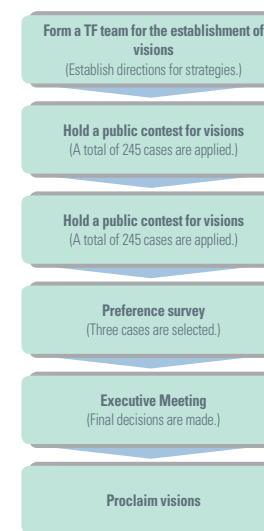 Form a TF team for the establishment of
visions
(Establish directions for strategies.)
Hold a public contest for visions
(A total of 245 cases are applied.)
Hold a public contest for visions
(A total of 245 cases are applied.)
Preference survey
(Three cases are selected.)
Executive Meeting
(Final decisions are made.)
Proclaim visions